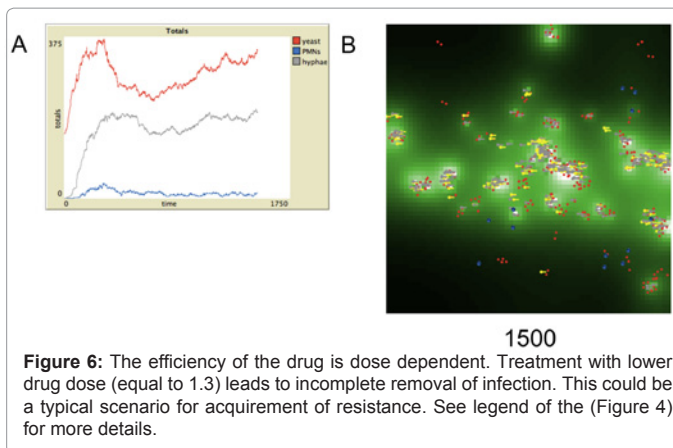 A
B
Totals
375
totals
0
0
time
1750
yeast
PMNs
hyphae
1500
Figure 6: The efficiency of the drug is dose dependent. Treatment with lower
drug dose (equal to 1.3) leads to incomplete removal of infection. This could be
a typical scenario for acquirement of resistance. See legend of the (Figure 4)
for more details.